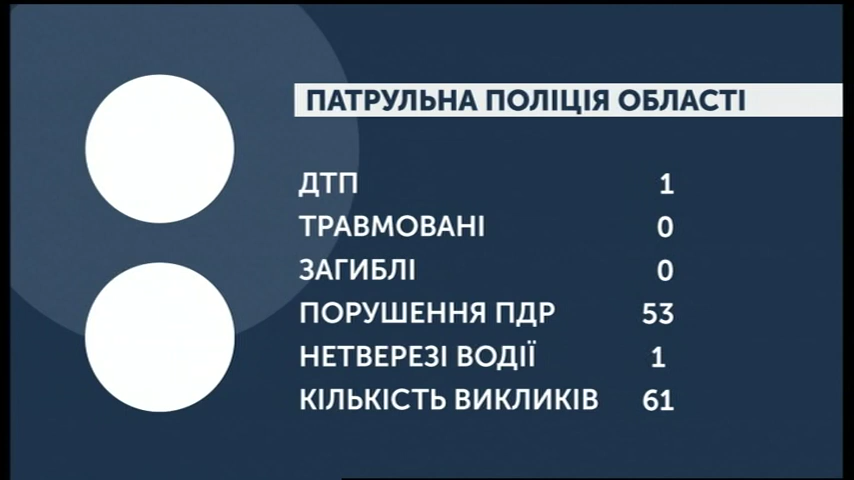 ПАТРУЛЬНА ПОЛІЦІЯ ОБЛАСТІ
ДТП 1
ТРАВМОВАНІ 0
ЗАГИБЛІ 0
ПОРУШЕННЯ ПДР 53
НЕТВЕРЕЗІ ВОДІЇ 1
КІЛЬКІСТЬ ВИКЛИКІВ 61